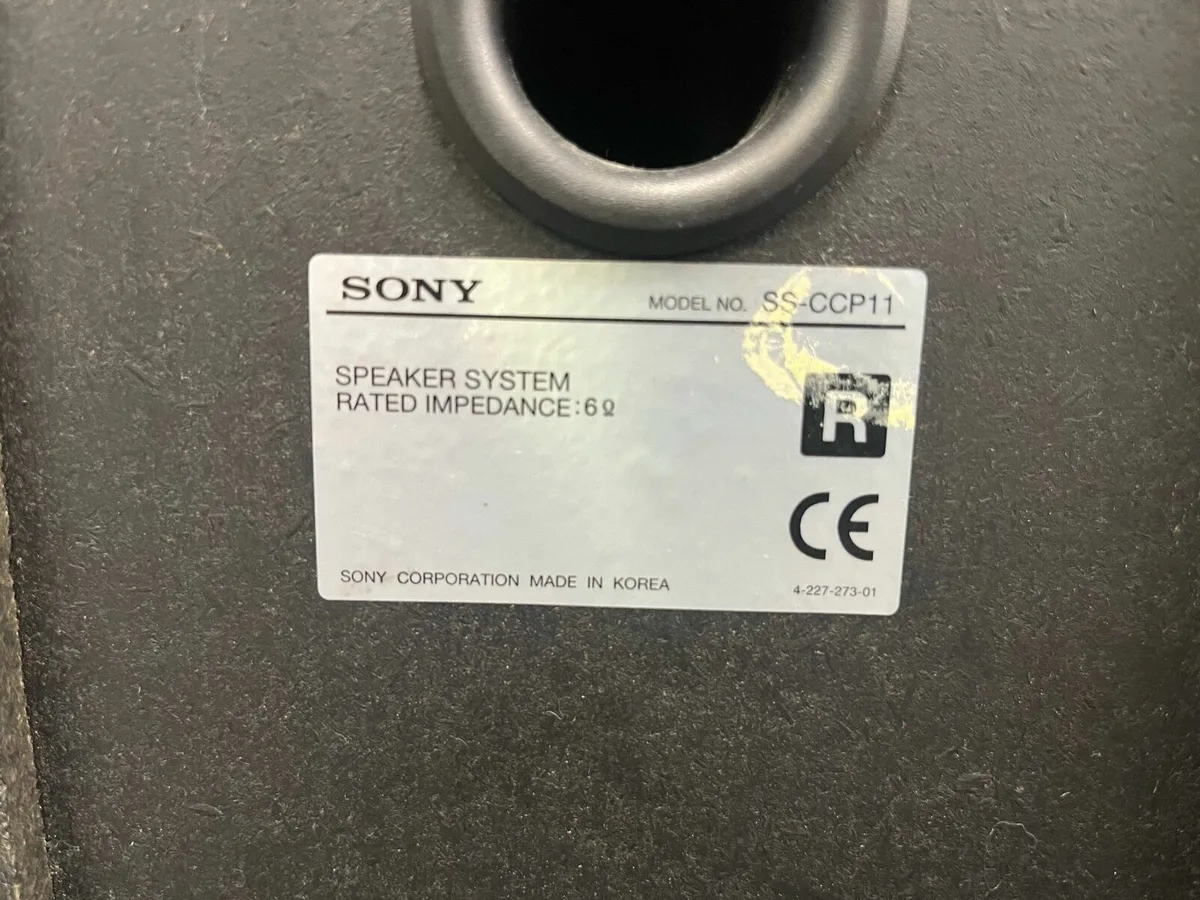 SONY
MODEL NO. SS-CCP11
SPEAKER SYSTEM
RATED IMPEDANCE:6Ω
R
CE
SONY CORPORATION MADE IN KOREA
4-227-273-01